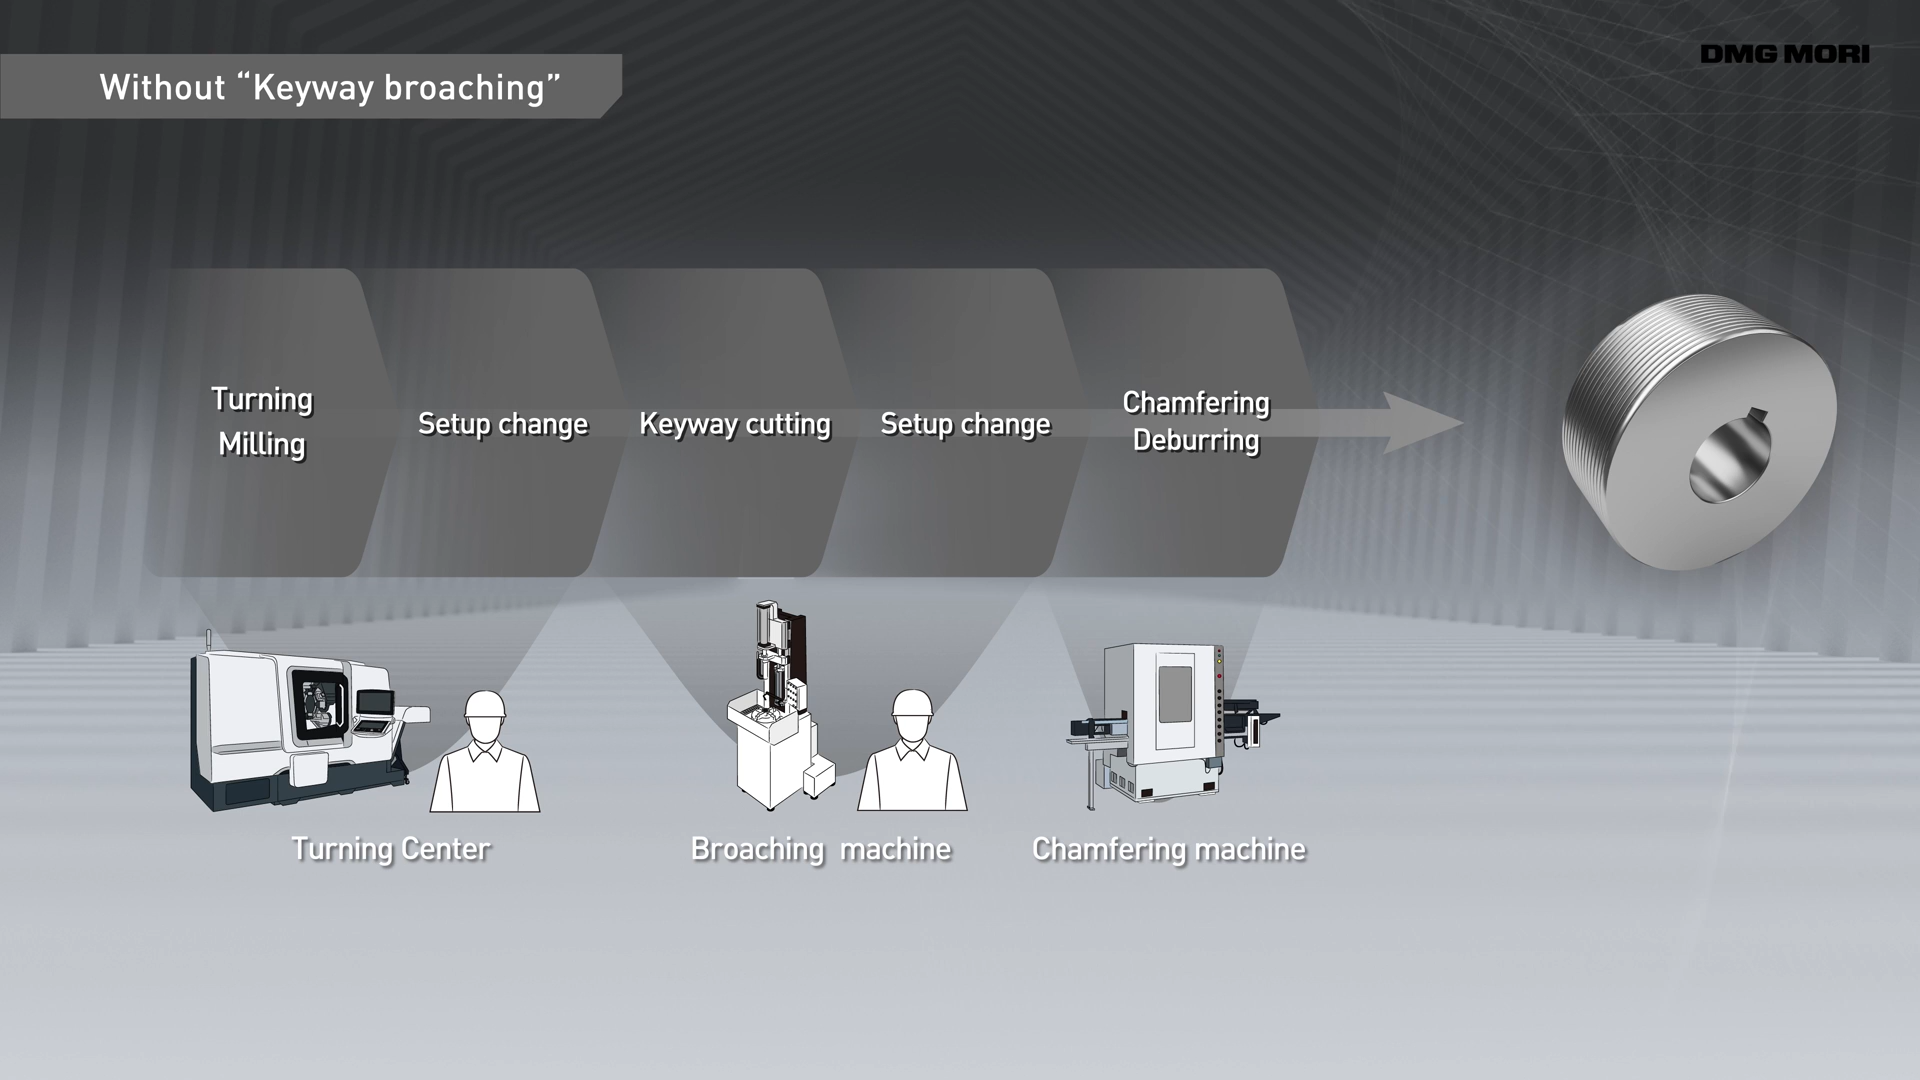 Without “Keyway broaching”
DMG MORI
Turning
Milling
Setup change
Keyway cutting
Setup change
Chamfering
Deburring
Turning Center
Broaching machine
Chamfering machine